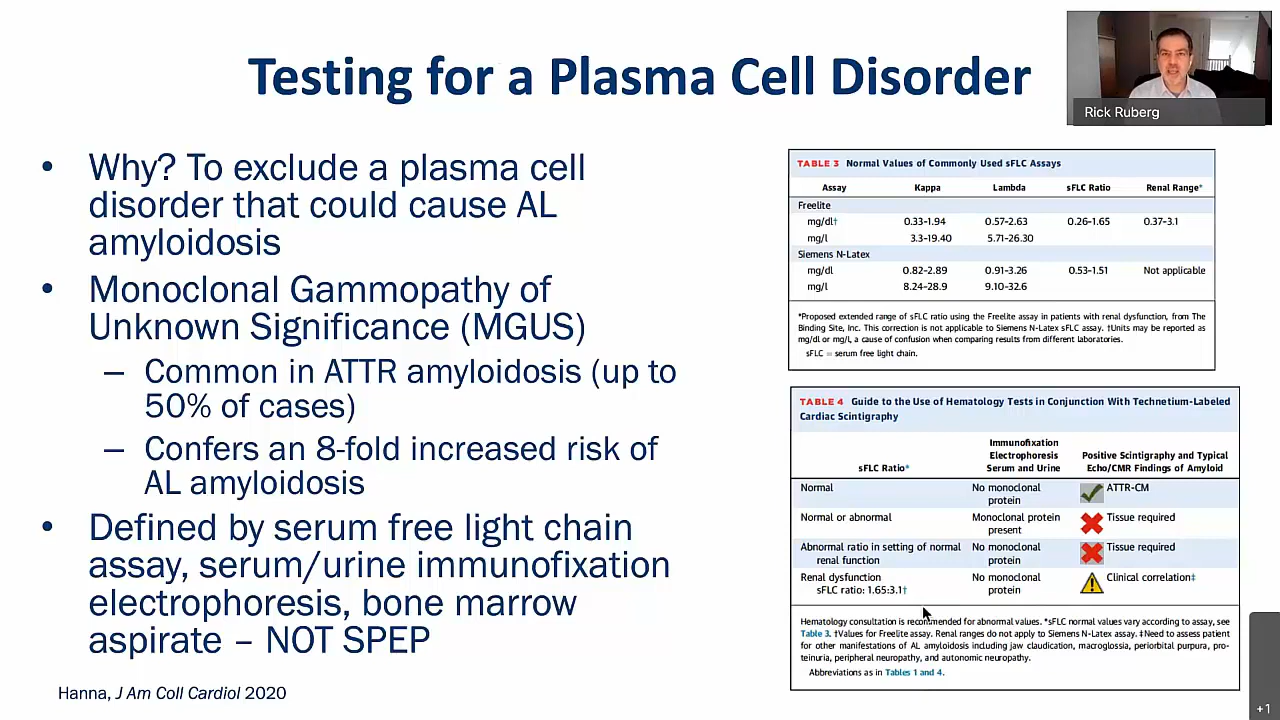 Testing for a Plasma Cell Disorder
Rick Ruberg
• Why? To exclude a plasma cell
disorder that could cause AL
amyloidosis
• Monoclonal Gammopathy of
Unknown Significance (MGUS)
– Common in ATTR amyloidosis (up to
50% of cases)
– Confers an 8-fold increased risk of
AL amyloidosis
• Defined by serum free light chain
assay, serum/urine immunofixation
electrophoresis, bone marrow
aspirate – NOT SPEP
Hanna, J Am Coll Cardiol 2020
TABLE 3 Normal Values of Commonly Used sFLC Assays
Assay Kappa Lambda sFLC Ratio Renal Range*
Freelite
mg/dl† 0.33-1.94 0.57-2.63 0.26-1.65 0.37-3.1
mg/l 3.3-19.40 5.71-26.30
Siemens N-Latex
mg/dl 0.82-2.89 0.91-3.26 0.53-1.51 Not applicable
mg/l 8.24-28.9 9.10-32.6
*Proposed extended range of sFLC ratio using the Freelite assay in patients with renal dysfunction, from The
Binding Site, Inc. This correction is not applicable to Siemens N-Latex sFLC assay. †Units may be reported as
mg/dl or mg/l, a cause of confusion when comparing results from different laboratories.
sFLC = serum free light chain.
TABLE 4 Guide to the Use of Hematology Tests in Conjunction With Technetium-Labeled
Cardiac Scintigraphy
Immunofixation
Electrophoresis Positive Scintigraphy and Typical
sFLC Ratio* Serum and Urine Echo/CMR Findings of Amyloid
Normal No monoclonal ATTR-CM
protein
Normal or abnormal Monoclonal protein Tissue required
present
Abnormal ratio in setting of normal No monoclonal Tissue required
renal function protein
Renal dysfunction No monoclonal Clinical correlation‡
sFLC ratio: 1.65:3.1† protein
Hematology consultation is recommended for abnormal values. *sFLC normal values vary according to assay, see
Table 3. †Values for Freelite assay. Renal ranges do not apply to Siemens N-Latex assay. ‡Need to assess patient
for other manifestations of AL amyloidosis including jaw claudication, macroglossia, periorbital purpura, pro-
teinuria, peripheral neuropathy, and autonomic neuropathy.
Abbreviations as in Tables 1 and 4.
+1